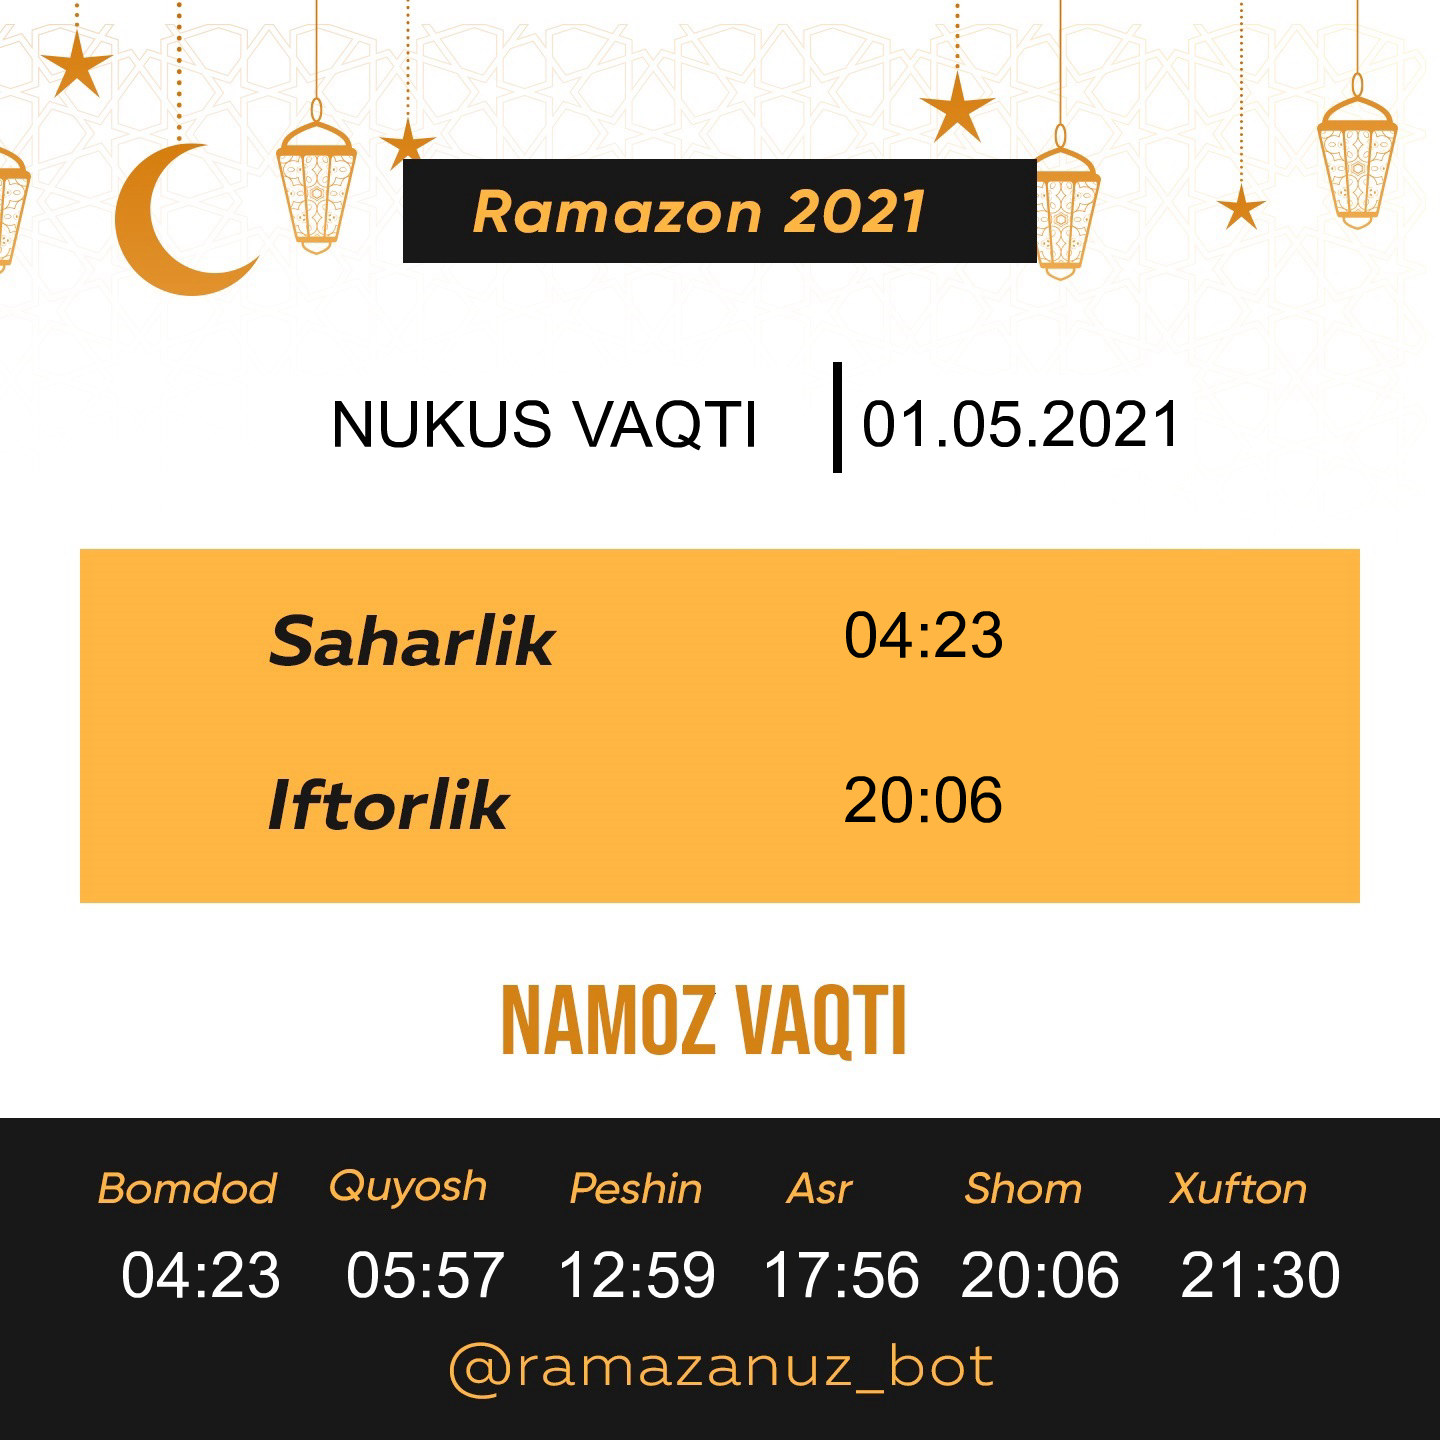 Ramazon 2021
NUKUS VAQTI | 01.05.2021
Saharlik 04:23
Iftorlik 20:06
NAMOZ VAQTI
Bomdod Quyosh Peshin Asr Shom Xufton
04:23 05:57 12:59 17:56 20:06 21:30
@ramazanuz_bot